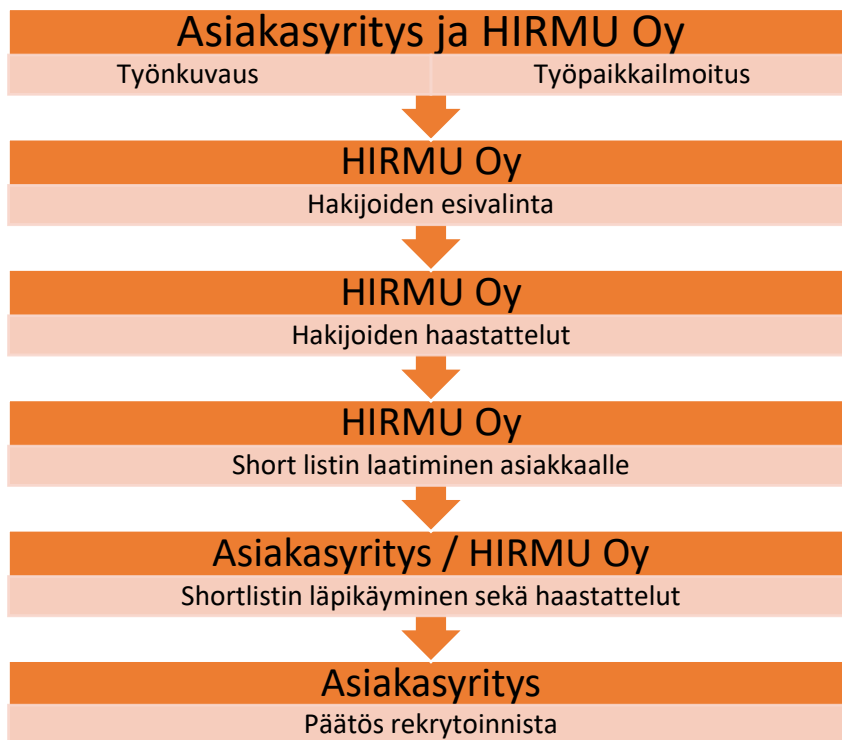 Asiakasyritys ja HIRMU Oy
Työnkuvaus Työpaikkailmoitus
HIRMU Oy
Hakijoiden esivalinta
HIRMU Oy
Hakijoiden haastattelut
HIRMU Oy
Short listin laatiminen asiakkaalle
Asiakasyritys / HIRMU Oy
Shortlistin läpikäyminen sekä haastattelut
Asiakasyritys
Päätös rekrytoinnista